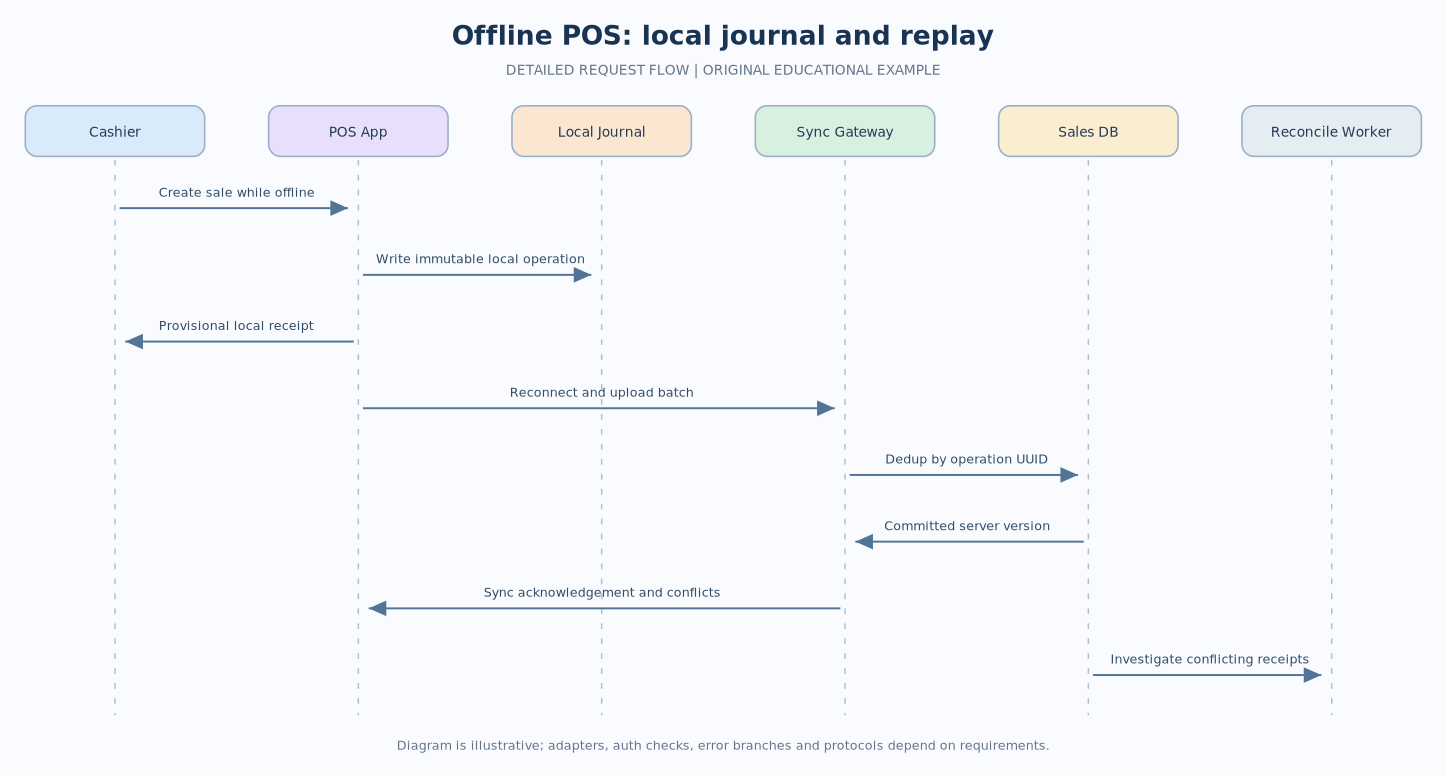 Offline POS: local journal and replay
DETAILED REQUEST FLOW | ORIGINAL EDUCATIONAL EXAMPLE
Cashier
POS App
Local Journal
Sync Gateway
Sales DB
Reconcile Worker
Create sale while offline
Write immutable local operation
Provisional local receipt
Reconnect and upload batch
Dedup by operation UUID
Committed server version
Sync acknowledgement and conflicts
Investigate conflicting receipts
Diagram is illustrative; adapters, auth checks, error branches and protocols depend on requirements.